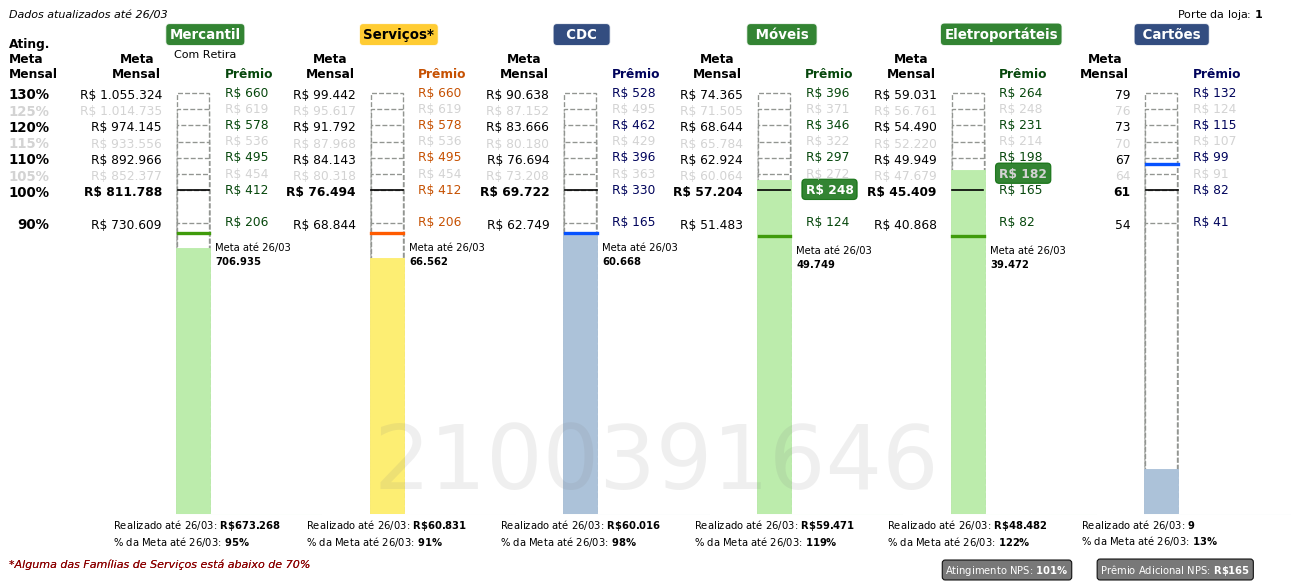 Dados atualizados até 26/03
Porte da loja: 1
Mercantil Serviços* CDC Móveis Eletroportáteis Cartões
Com Retira
Ating. Meta Mensal
Meta Mensal Prêmio Meta Mensal Prêmio Meta Mensal Prêmio Meta Mensal Prêmio Meta Mensal Prêmio Meta Mensal Prêmio
130% R$ 1.055.324 R$ 660 R$ 99.442 R$ 660 R$ 90.638 R$ 528 R$ 74.365 R$ 396 R$ 59.031 R$ 264 79 R$ 132
125% R$ 1.014.735 R$ 619 R$ 95.617 R$ 619 R$ 87.152 R$ 495 R$ 71.505 R$ 371 R$ 56.761 R$ 248 76 R$ 124
120% R$ 974.145 R$ 578 R$ 91.792 R$ 578 R$ 83.666 R$ 462 R$ 68.644 R$ 346 R$ 54.490 R$ 231 73 R$ 115
115% R$ 933.556 R$ 536 R$ 87.968 R$ 536 R$ 80.180 R$ 429 R$ 65.784 R$ 322 R$ 52.220 R$ 214 70 R$ 107
110% R$ 892.966 R$ 495 R$ 84.143 R$ 495 R$ 76.694 R$ 396 R$ 62.924 R$ 297 R$ 49.949 R$ 198 67 R$ 99
105% R$ 852.377 R$ 454 R$ 80.318 R$ 454 R$ 73.208 R$ 363 R$ 60.064 R$ 272 R$ 47.679 R$ 182 64 R$ 91
100% R$ 811.788 R$ 412 R$ 76.494 R$ 412 R$ 69.722 R$ 330 R$ 57.204 R$ 248 R$ 45.409 R$ 165 61 R$ 82
90% R$ 730.609 R$ 206 R$ 68.844 R$ 206 R$ 62.749 R$ 165 R$ 51.483 R$ 124 R$ 40.868 R$ 82 54 R$ 41
Meta até 26/03 Meta até 26/03 Meta até 26/03 Meta até 26/03 Meta até 26/03
706.935 66.562 60.668 49.749 39.472
2100391646
Realizado até 26/03: R$673.268 Realizado até 26/03: R$60.831 Realizado até 26/03: R$60.016 Realizado até 26/03: R$59.471 Realizado até 26/03: R$48.482 Realizado até 26/03: 9
% da Meta até 26/03: 95% % da Meta até 26/03: 91% % da Meta até 26/03: 98% % da Meta até 26/03: 119% % da Meta até 26/03: 122% % da Meta até 26/03: 13%
*Alguma das Famílias de Serviços está abaixo de 70%
Atingimento NPS: 101% Prêmio Adicional NPS: R$165